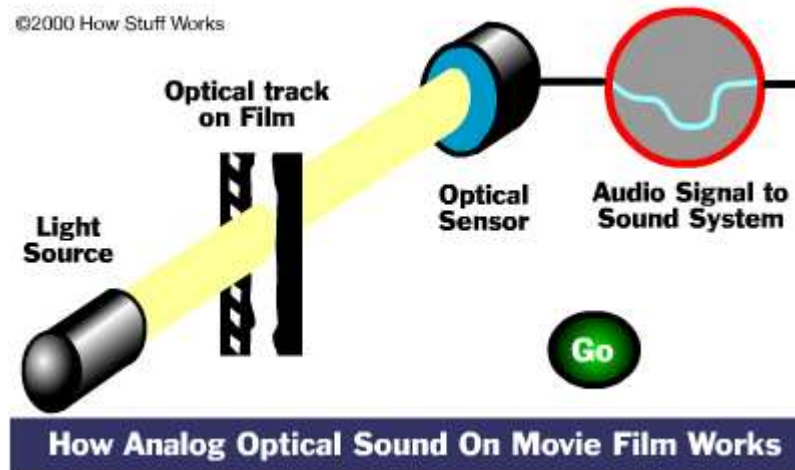 ©2000 How Stuff Works
Optical track
on Film
Light
Source
Optical
Sensor
Audio Signal to
Sound System
Go
How Analog Optical Sound On Movie Film Works